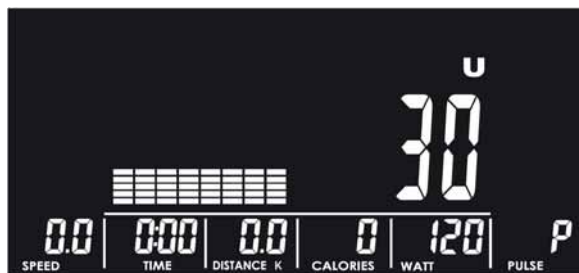 U
30
0.0 0:00 0.0 0 120 P
SPEED TIME DISTANCE K CALORIES WATT PULSE